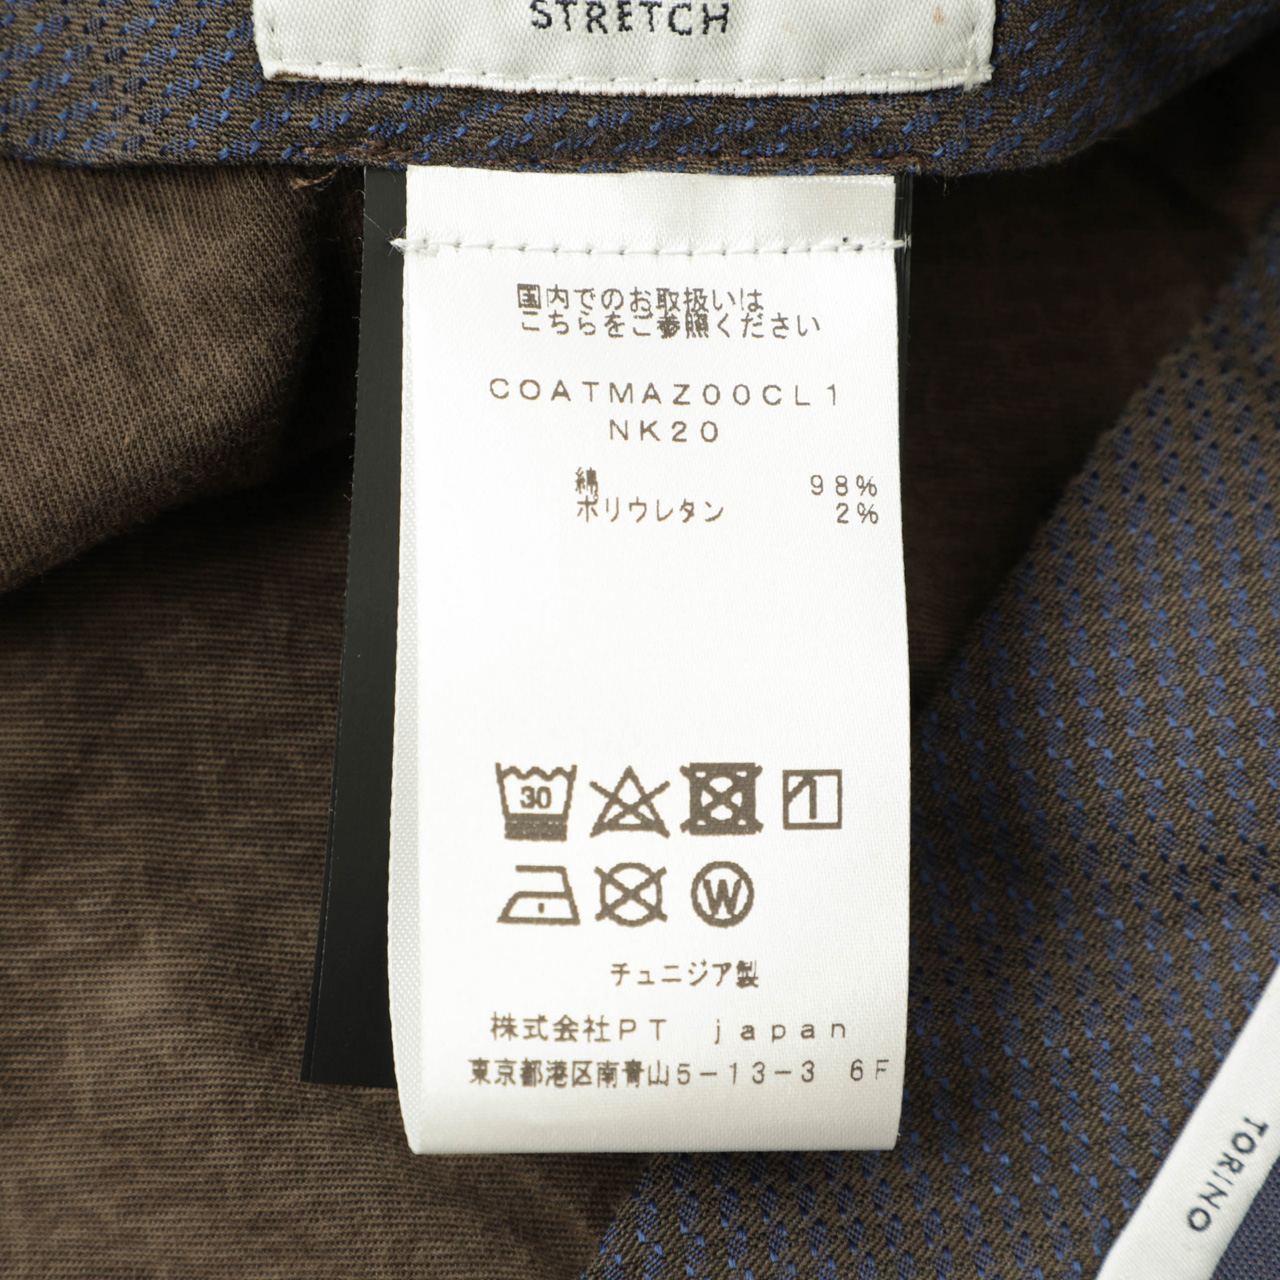 STRETCH
国内でのお取扱いは
こちらをご参照ください
COATMAZ00CL1
NK20
綿 98%
ポリウレタン 2%
30
W
チュニジア製
株式会社PT japan
東京都港区南青山5-13-3 6F
TORINO